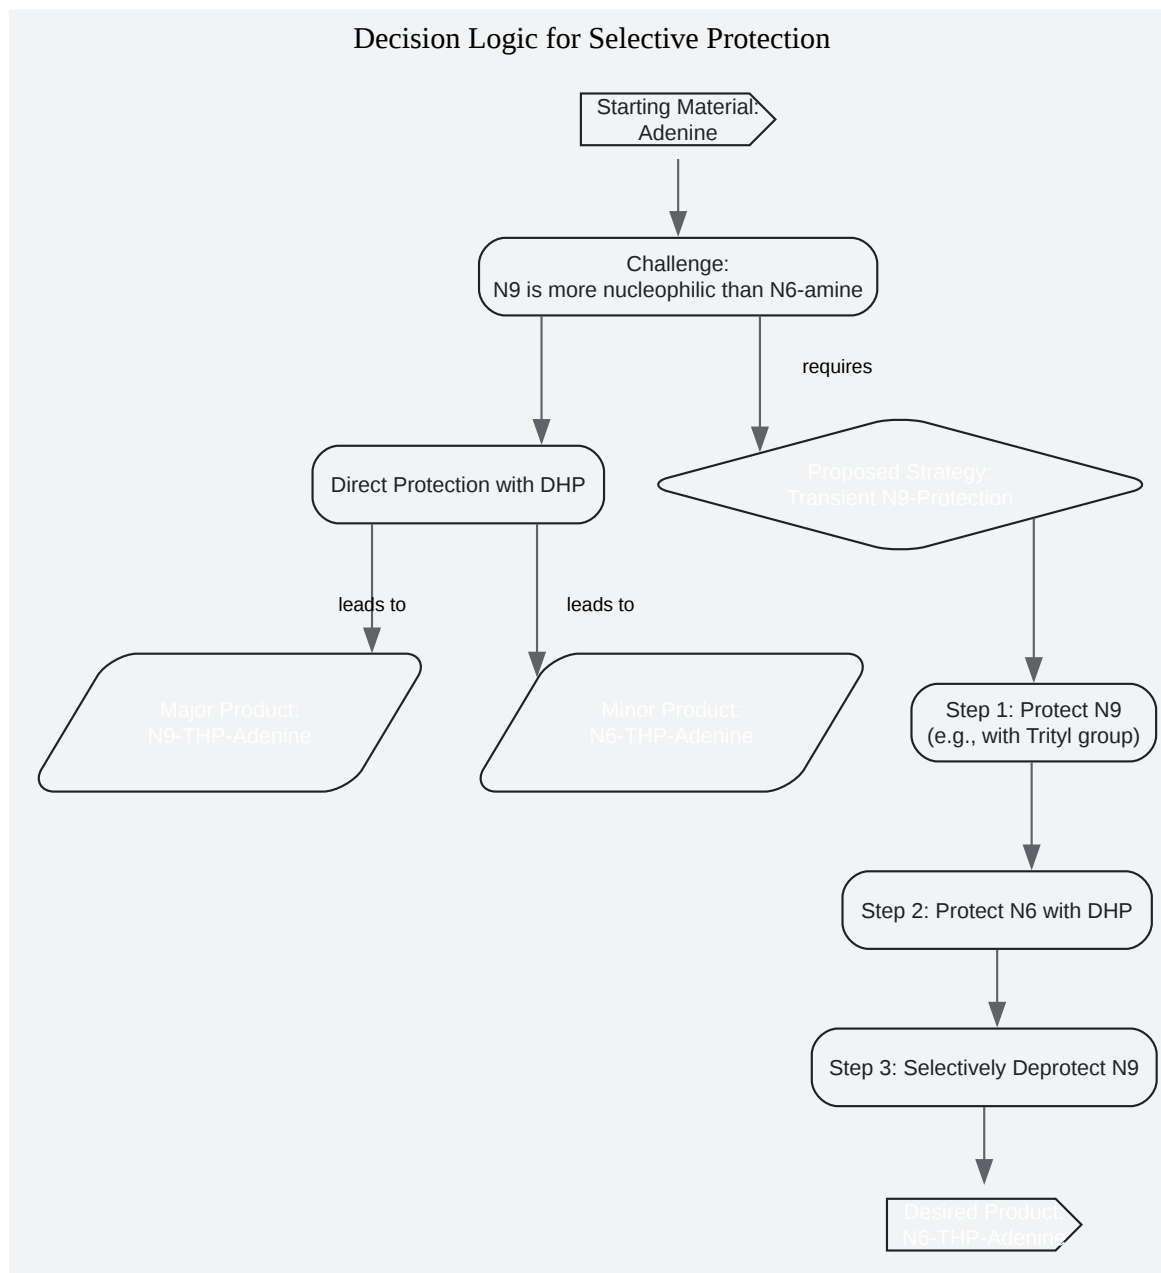 Decision Logic for Selective Protection
Starting Material:
Adenine
Challenge:
N9 is more nucleophilic than N6-amine
requires
Direct Protection with DHP
Proposed Strategy:
Transient N9-Protection
leads to
leads to
Major Product:
N9-THP-Adenine
Minor Product:
N6-THP-Adenine
Step 1: Protect N9
(e.g., with Trityl group)
Step 2: Protect N6 with DHP
Step 3: Selectively Deprotect N9
Desired Product:
N6-THP-Adenine